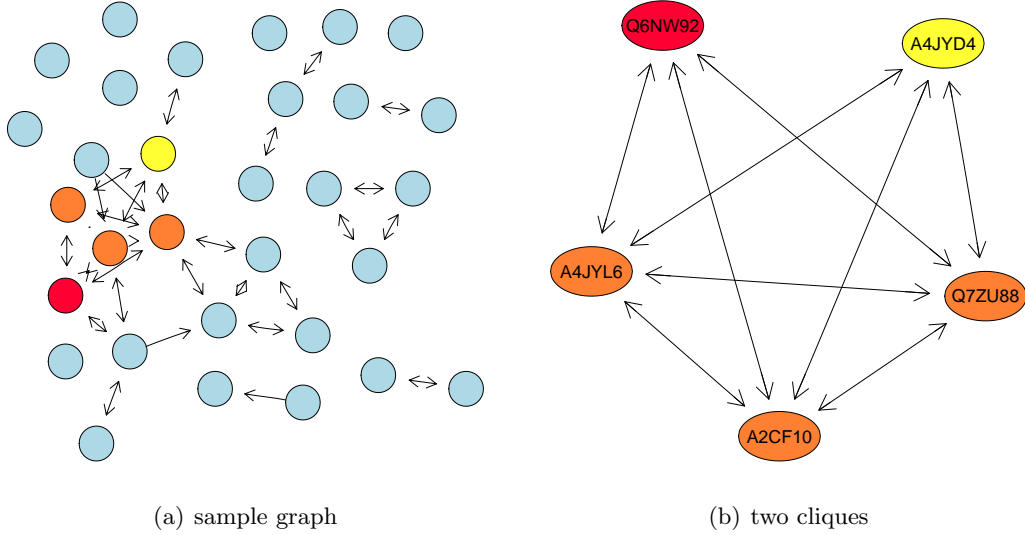 Q6NW92
A4JYD4
A4JYL6
Q7ZU88
A2CF10
(a) sample graph
(b) two cliques